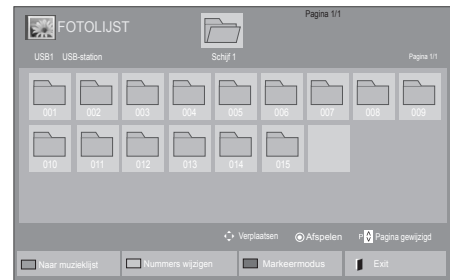 Pagina 1/1
FOTOLIJST
USB1 USB-station Schijf 1 Pagina 1/1
001 002 003 004 005 006 007 008 009
010 011 012 013 014 015
Verplaatsen Afspelen P Pagina gewijzigd
Naar muzieklijst Nummers wijzigen Markeermodus Exit